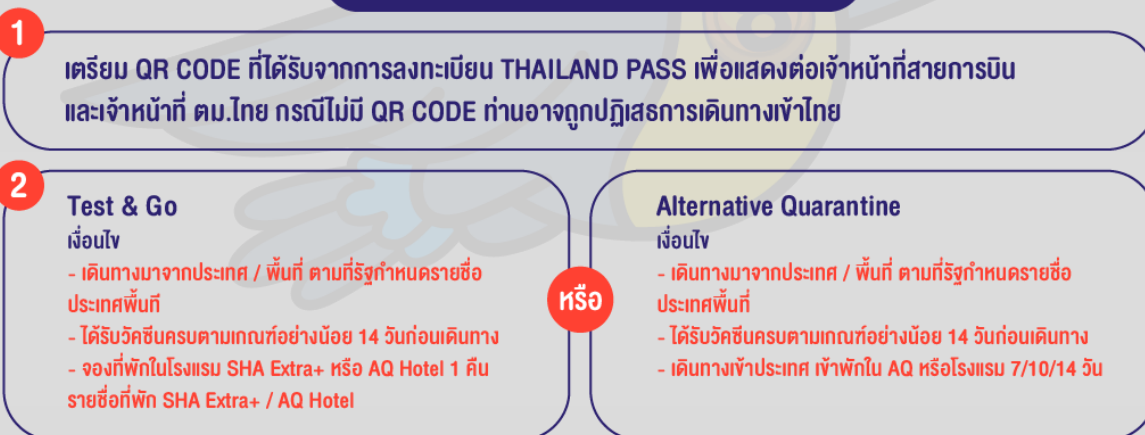 1
เตรียม QR CODE ที่ได้รับจากการลงทะเบียน THAILAND PASS เพื่อแสดงต่อเจ้าหน้าที่สายการบิน
และเจ้าหน้าที่ ตม.ไทย กรณีไม่มี QR CODE ท่านอาจถูกปฏิเสธการเดินทางเข้าไทย
2
Test & Go
เงื่อนไข
- เดินทางมาจากประเทศ / พื้นที่ ตามที่รัฐกำหนดรายชื่อ
ประเทศพื้นที
- ได้รับวัคซีนครบตามเกณฑ์อย่างน้อย 14 วันก่อนเดินทาง
- จองที่พักในโรงแรม SHA Extra+ หรือ AQ Hotel 1 คืน
รายชื่อที่พัก SHA Extra+ / AQ Hotel
หรือ
Alternative Quarantine
เงื่อนไข
- เดินทางมาจากประเทศ / พื้นที่ ตามที่รัฐกำหนดรายชื่อ
ประเทศพื้นที่
- ได้รับวัคซีนครบตามเกณฑ์อย่างน้อย 14 วันก่อนเดินทาง
- เดินทางเข้าประเทศ เข้าพักใน AQ หรือโรงแรม 7/10/14 วัน